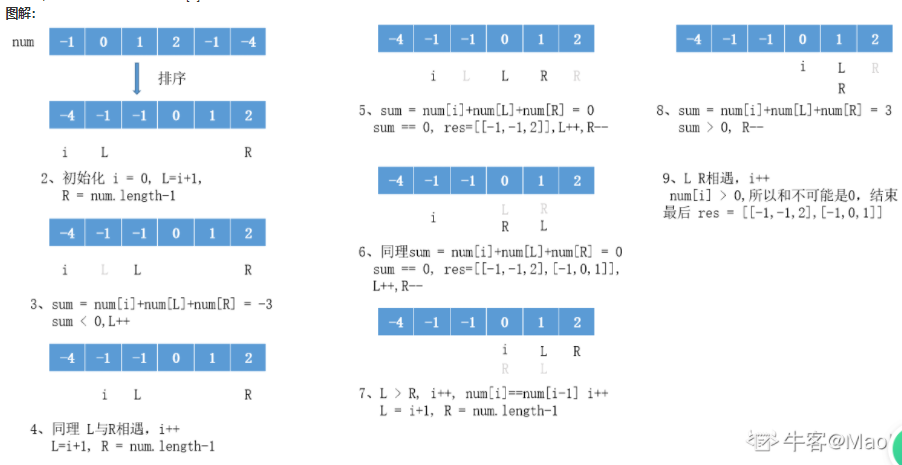 图解:
num
-1 0 1 2 -1 -4
排序
-4 -1 -1 0 1 2
i L R
2、初始化 i = 0, L=i+1,
R = num.length-1
-4 -1 -1 0 1 2
i L L R
3、sum = num[i]+num[L]+num[R] = -3
sum < 0,L++
-4 -1 -1 0 1 2
i L R
4、同理 L与R相遇, i++
L=i+1, R = num.length-1
-4 -1 -1 0 1 2
i L L R R
5、sum = num[i]+num[L]+num[R] = 0
sum == 0, res=[[-1,-1,2]],L++,R--
-4 -1 -1 0 1 2
L R
i R L
6、同理sum = num[i]+num[L]+num[R] = 0
sum == 0, res=[[-1,-1,2],[-1,0,1]],
L++,R--
-4 -1 -1 0 1 2
i L R
R L
7、L > R, i++, num[i]==num[i-1] i++
L = i+1, R = num.length-1
-4 -1 -1 0 1 2
i L R
R
8、sum = num[i]+num[L]+num[R] = 3
sum > 0, R--
9、L R相遇, i++
num[i] > 0,所以和不可能是0, 结束
最后 res = [[-1,-1,2],[-1,0,1]]
牛客@Mao